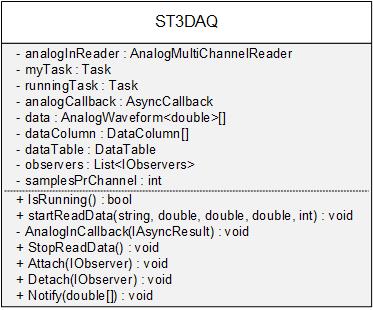 ST3DAQ
- analogInReader : AnalogMultiChannelReader
- myTask : Task
- runningTask : Task
- analogCallback : AsyncCallback
- data : AnalogWaveform<double>[]
- dataColumn : DataColumn[]
- dataTable : DataTable
- observers : List<IObservers>
- samplesPrChannel : int
+ IsRunning() : bool
+ startReadData(string, double, double, double, int) : void
- AnalogInCallback(IAsyncResult) : void
+ StopReadData() : void
+ Attach(IObserver) : void
+ Detach(IObserver) : void
+ Notify(double[]) : void